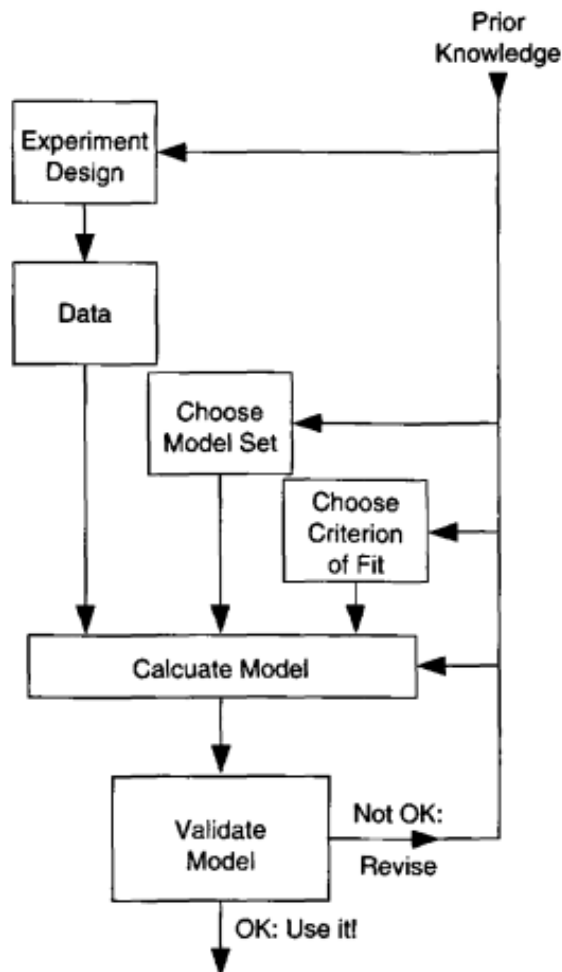 Prior
Knowledge
Experiment
Design
Data
Choose
Model Set
Choose
Criterion
of Fit
Calcuate Model
Validate
Model
Not OK:
Revise
OK: Use it!